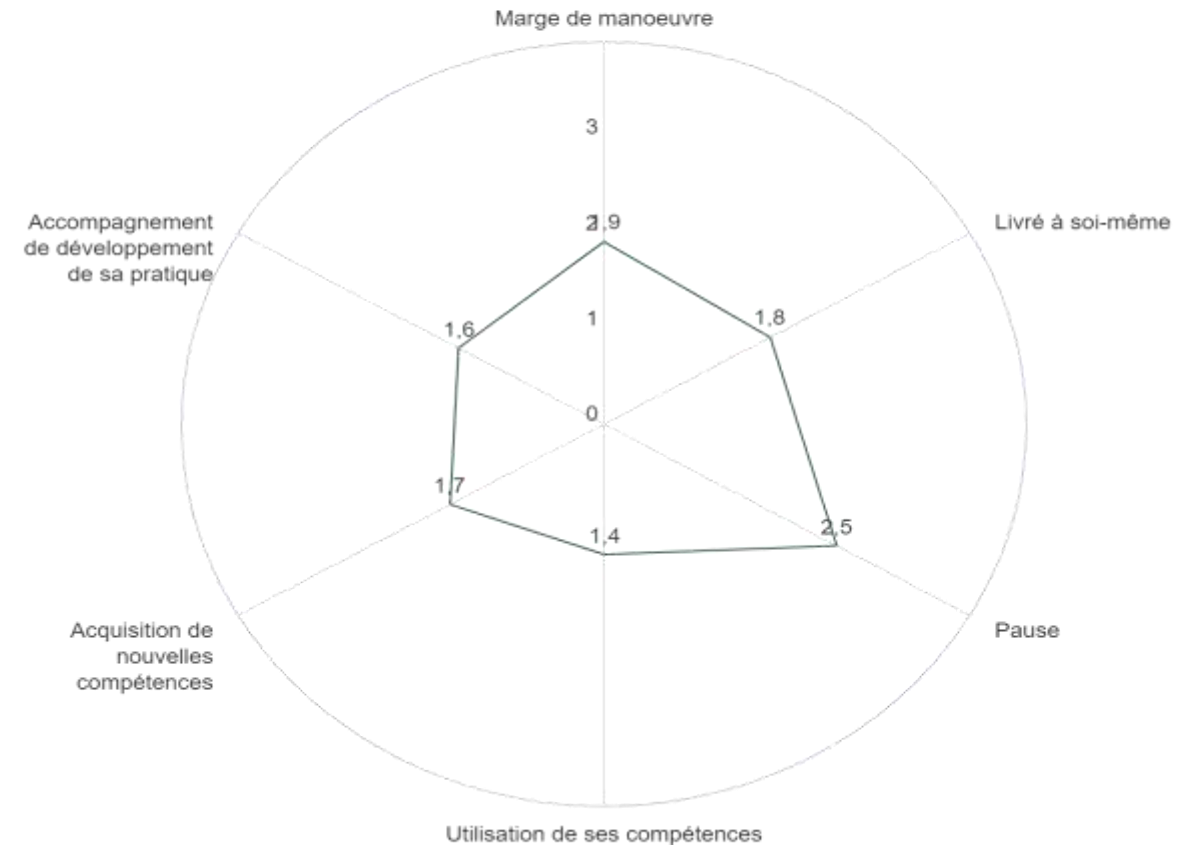 Marge de manoeuvre
3
2
1,9
Accompagnement
de développement
de sa pratique
Livré à soi-même
1
1,8
1,6
0
1,7
2,5
1,4
Acquisition de
nouvelles
compétences
Pause
Utilisation de ses compétences